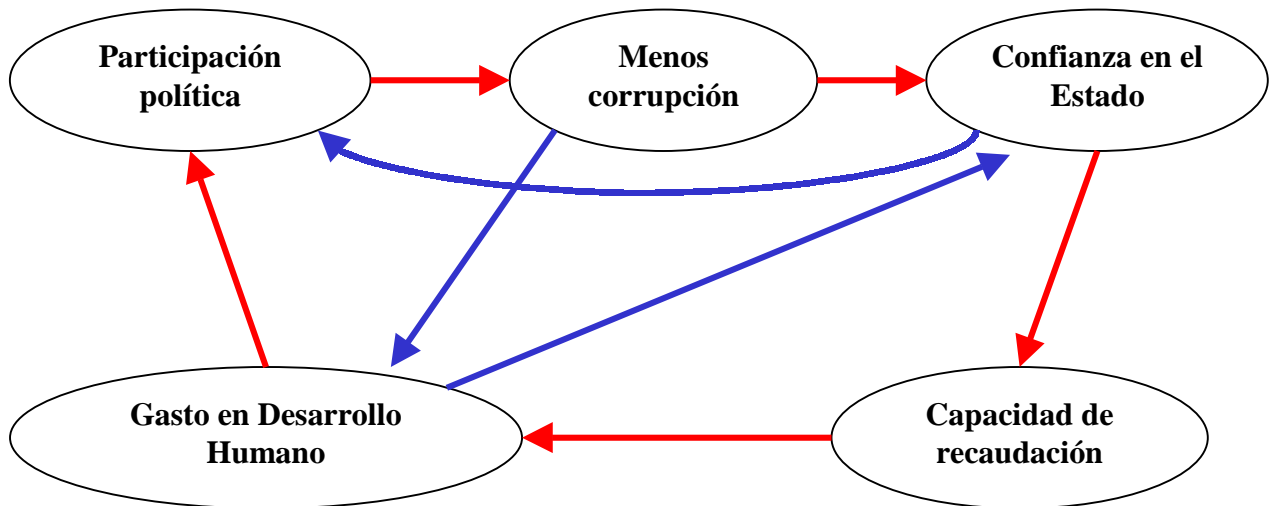 Participación
política
Menos
corrupción
Confianza en el
Estado
Gasto en Desarrollo
Humano
Capacidad de
recaudación